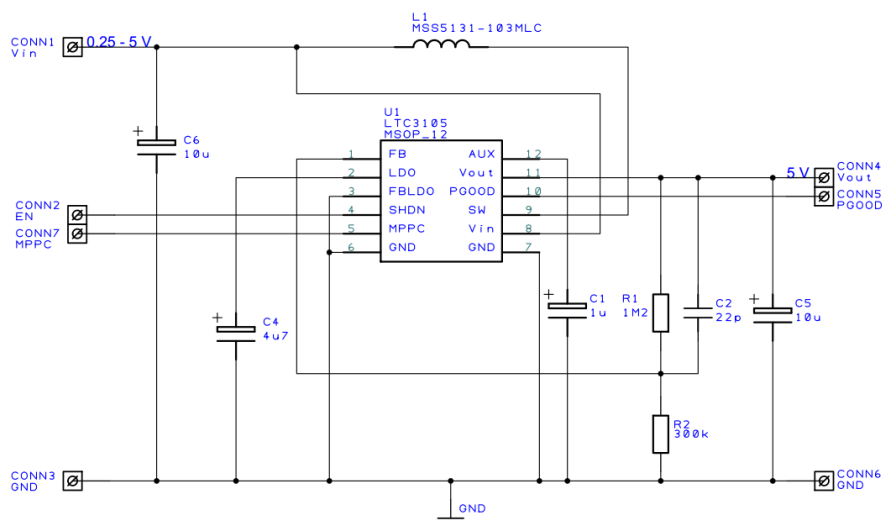 L1
MSS5131-103MLC
CONN1
Vin
0.25 - 5 V
U1
LTC3105
MSOP_12
C6
10u
1 FB AUX 12
2 LDO Vout 11
3 FBLDO PGOOD 10
4 SHDN SW 9
5 MPPC Vin 8
6 GND GND 7
CONN4
5 V
Vout
CONN5
PGOOD
CONN2
EN
CONN7
MPPC
C4
4u7
C1
1u
R1
1M2
C2
22p
C5
10u
R2
300k
CONN3
GND
CONN6
GND
GND